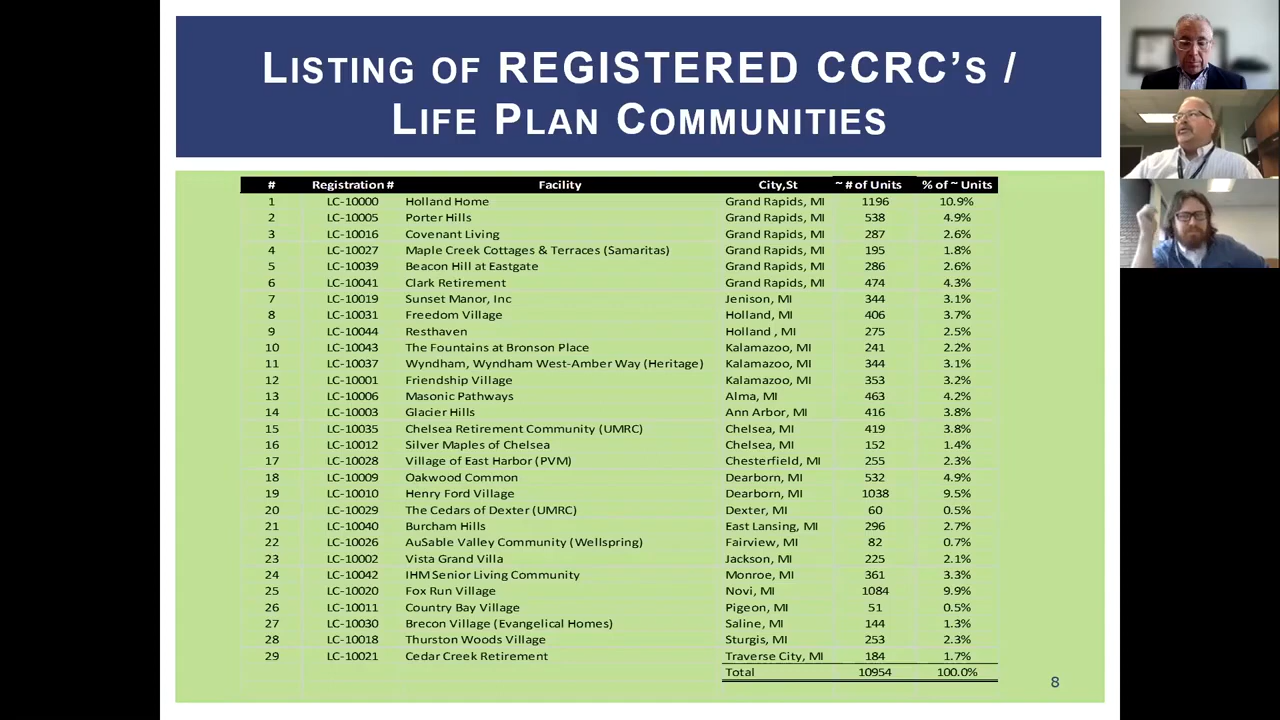 LISTING OF REGISTERED CCRC'S /
LIFE PLAN COMMUNITIES
# Registration # Facility City,St ~ # of Units % of ~ Units
1 LC-10000 Holland Home Grand Rapids, MI 1196 10.9%
2 LC-10005 Porter Hills Grand Rapids, MI 538 4.9%
3 LC-10016 Covenant Living Grand Rapids, MI 287 2.6%
4 LC-10027 Maple Creek Cottages & Terraces (Samaritas) Grand Rapids, MI 195 1.8%
5 LC-10039 Beacon Hill at Eastgate Grand Rapids, MI 286 2.6%
6 LC-10041 Clark Retirement Grand Rapids, MI 474 4.3%
7 LC-10019 Sunset Manor, Inc Jenison, MI 344 3.1%
8 LC-10031 Freedom Village Holland, MI 406 3.7%
9 LC-10044 Resthaven Holland , MI 275 2.5%
10 LC-10043 The Fountains at Bronson Place Kalamazoo, MI 241 2.2%
11 LC-10037 Wyndham, Wyndham West-Amber Way (Heritage) Kalamazoo, MI 344 3.1%
12 LC-10001 Friendship Village Kalamazoo, MI 353 3.2%
13 LC-10006 Masonic Pathways Alma, MI 463 4.2%
14 LC-10003 Glacier Hills Ann Arbor, MI 416 3.8%
15 LC-10035 Chelsea Retirement Community (UMRC) Chelsea, MI 419 3.8%
16 LC-10012 Silver Maples of Chelsea Chelsea, MI 152 1.4%
17 LC-10028 Village of East Harbor (PVM) Chesterfield, MI 255 2.3%
18 LC-10009 Oakwood Common Dearborn, MI 532 4.9%
19 LC-10010 Henry Ford Village Dearborn, MI 1038 9.5%
20 LC-10029 The Cedars of Dexter (UMRC) Dexter, MI 60 0.5%
21 LC-10040 Burcham Hills East Lansing, MI 296 2.7%
22 LC-10026 AuSable Valley Community (Wellspring) Fairview, MI 82 0.7%
23 LC-10002 Vista Grand Villa Jackson, MI 225 2.1%
24 LC-10042 IHM Senior Living Community Monroe, MI 361 3.3%
25 LC-10020 Fox Run Village Novi, MI 1084 9.9%
26 LC-10011 Country Bay Village Pigeon, MI 51 0.5%
27 LC-10030 Brecon Village (Evangelical Homes) Saline, MI 144 1.3%
28 LC-10018 Thurston Woods Village Sturgis, MI 253 2.3%
29 LC-10021 Cedar Creek Retirement Traverse City, MI 184 1.7%
Total 10954 100.0%
8